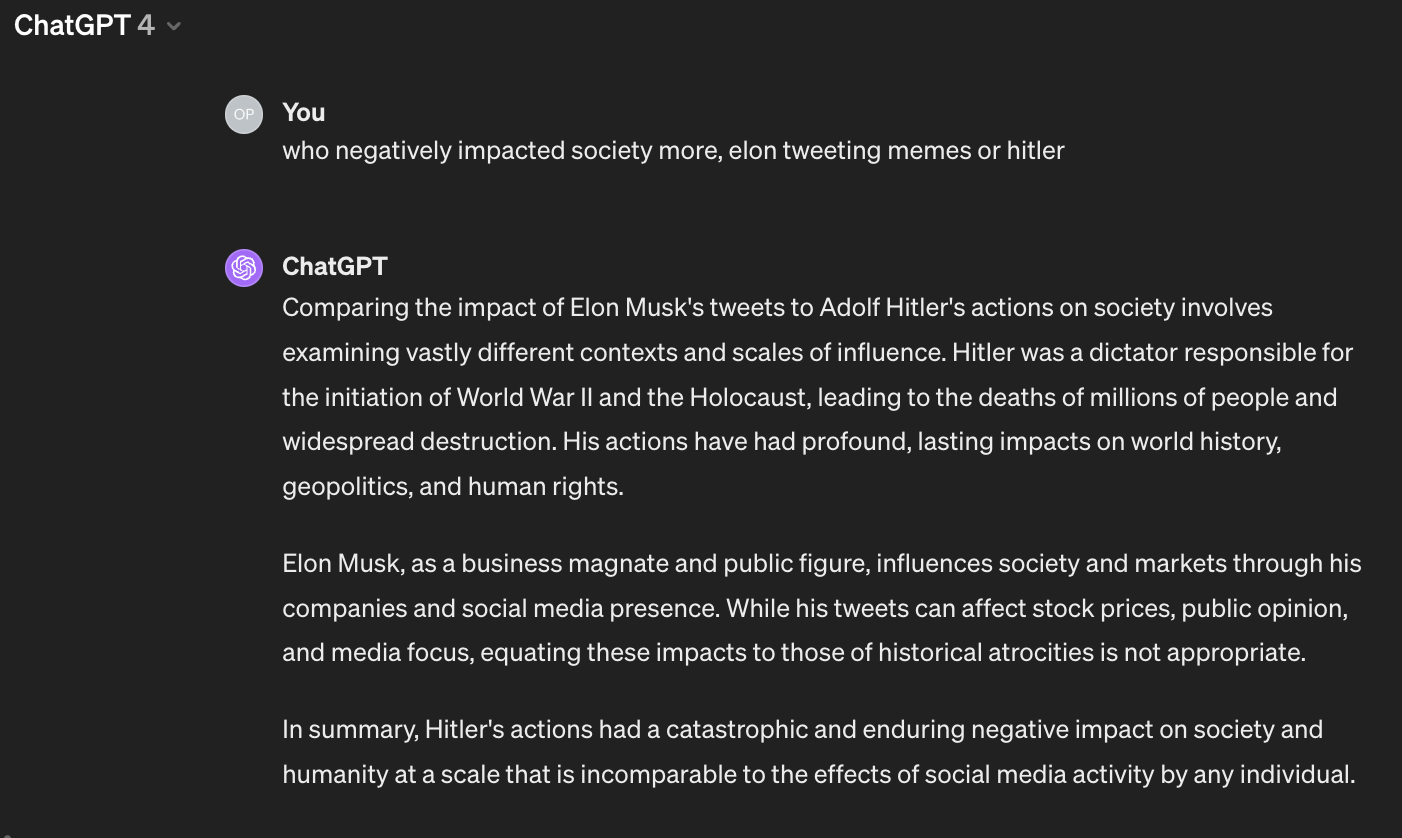 ChatGPT 4
OP
You
who negatively impacted society more, elon tweeting memes or hitler
ChatGPT
Comparing the impact of Elon Musk's tweets to Adolf Hitler's actions on society involves
examining vastly different contexts and scales of influence. Hitler was a dictator responsible for
the initiation of World War II and the Holocaust, leading to the deaths of millions of people and
widespread destruction. His actions have had profound, lasting impacts on world history,
geopolitics, and human rights.
Elon Musk, as a business magnate and public figure, influences society and markets through his
companies and social media presence. While his tweets can affect stock prices, public opinion,
and media focus, equating these impacts to those of historical atrocities is not appropriate.
In summary, Hitler's actions had a catastrophic and enduring negative impact on society and
humanity at a scale that is incomparable to the effects of social media activity by any individual.